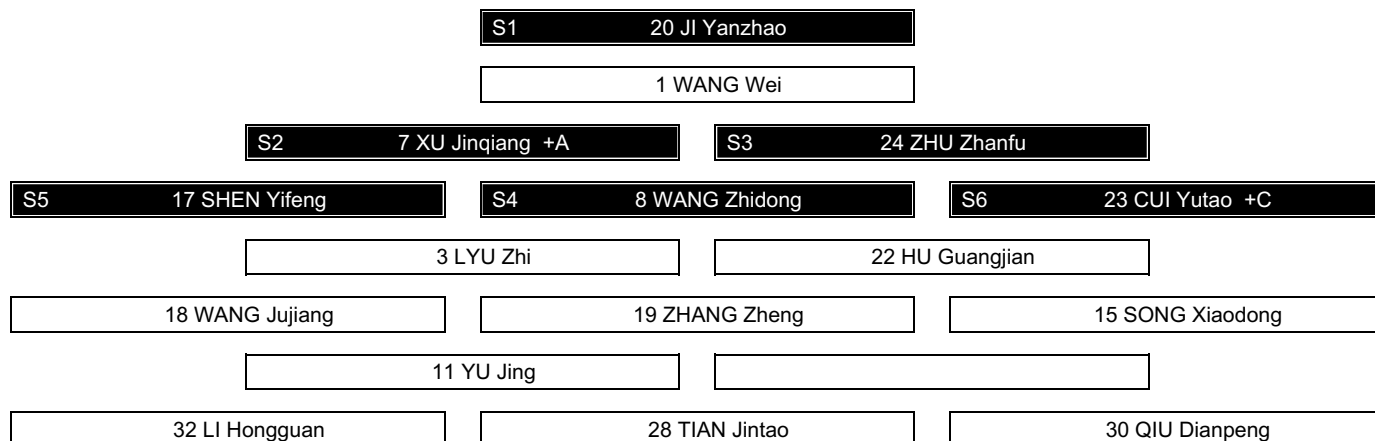 S1 20 JI Yanzhao
1 WANG Wei
S2 7 XU Jinqiang +A S3 24 ZHU Zhanfu
S5 17 SHEN Yifeng S4 8 WANG Zhidong S6 23 CUI Yutao +C
3 LYU Zhi 22 HU Guangjian
18 WANG Jujiang 19 ZHANG Zheng 15 SONG Xiaodong
11 YU Jing
32 LI Hongguan 28 TIAN Jintao 30 QIU Dianpeng